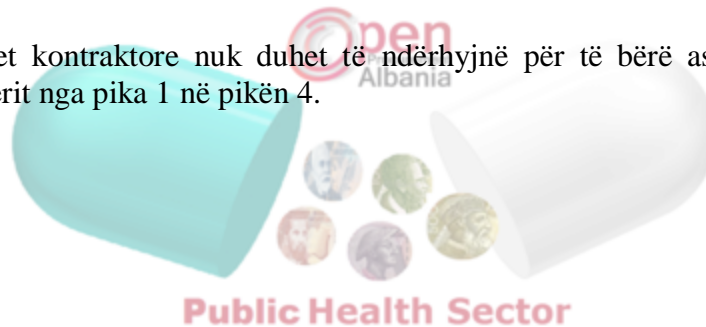 et kontraktore nuk duhet të ndërhyjnë për të bërë as
erit nga pika 1 në pikën 4.
Open
Albania
Public Health Sector